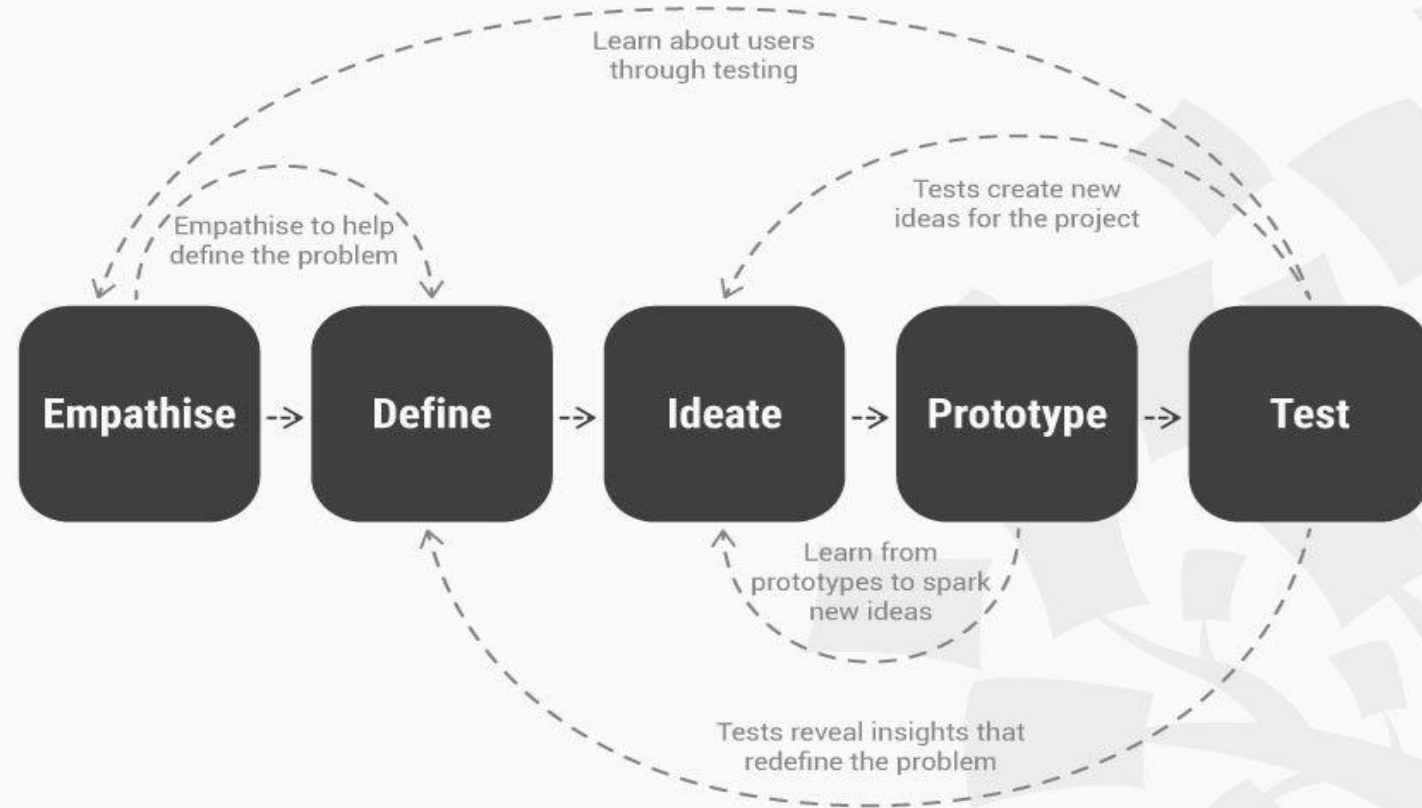 Learn about users
through testing
Tests create new
ideas for the project
Empathise to help
define the problem
Empathise
Define
Ideate
Prototype
Test
Learn from
prototypes to spark
new ideas
Tests reveal insights that
redefine the problem